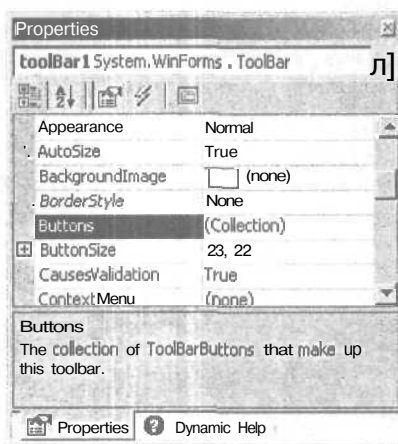 Properties
toolBar1 System.WinForms . ToolBar л]
Appearance Normal
'. AutoSize True
BackgroundImage (none)
. BorderStyle None
Buttons (Collection)
ButtonSize 23, 22
CausesValidation True
ContextMenu (none)
Buttons
The collection of ToolBarButtons that make up
this toolbar.
Properties Dynamic Help